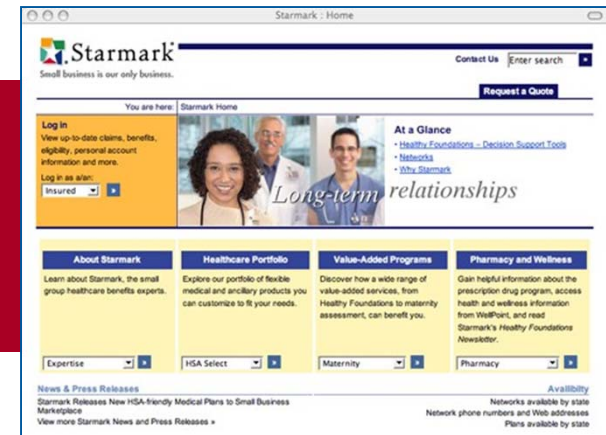 Starmark : Home
Starmark
Small business is our only business.
Contact Us
Enter search
Request a Quote
You are here:
Starmark Home
Log in
View up-to-date claims, benefits,
eligibility, personal account
information and more.
Log in as a/an:
Insured
At a Glance
• Healthy Foundations – Decision Support Tools
• Networks
• Why Starmark
Long-term relationships
About Starmark
Learn about Starmark, the small
group healthcare benefits experts.
Expertise
Healthcare Portfolio
Explore our portfolio of flexible
medical and ancillary products you
can customize to fit your needs.
HSA Select
Value-Added Programs
Discover how a wide range of
value-added services, from
Healthy Foundations to maternity
assessment, can benefit you.
Maternity
Pharmacy and Wellness
Gain helpful information about the
prescription drug program, access
health and wellness information
from WellPoint, and read
Starmark's Healthy Foundations
Newsletter.
Pharmacy
News & Press Releases
Starmark Releases New HSA-friendly Medical Plans to Small Business
Marketplace
View more Starmark News and Press Releases »
Availlbilty
Networks available by state
Network phone numbers and Web addresses
Plans available by state